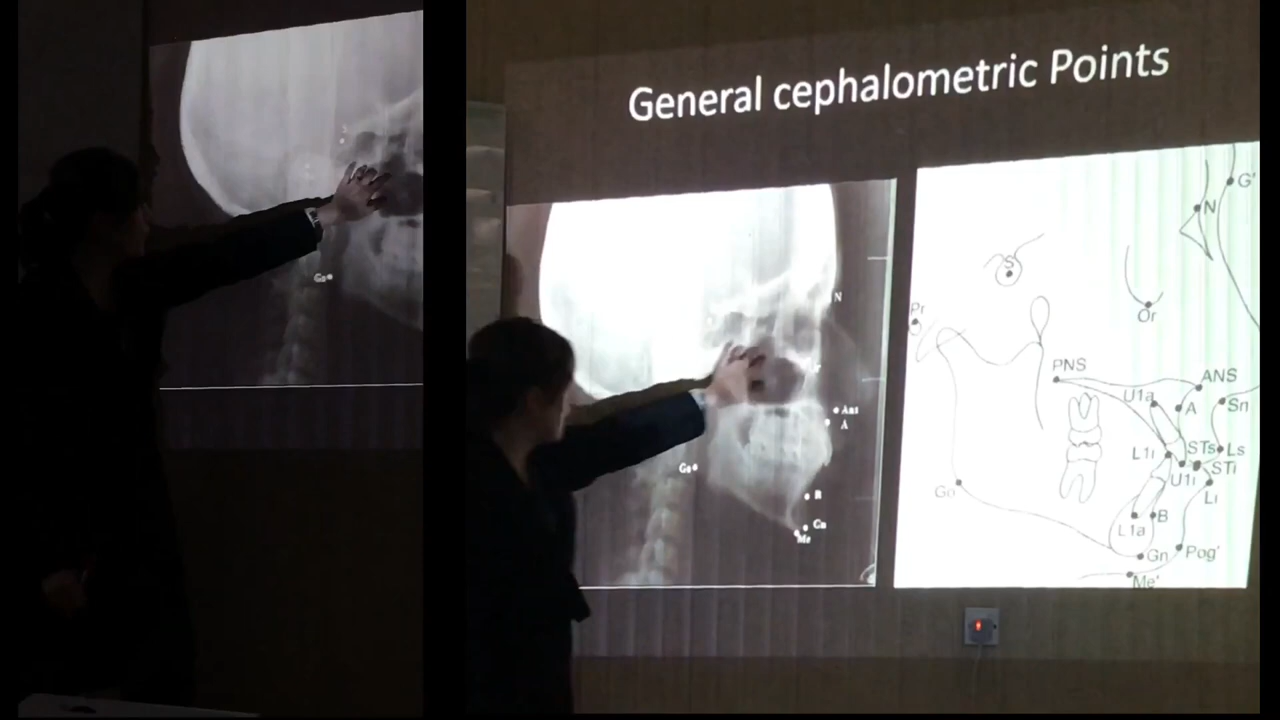 General cephalometric Points
Go
N
Ans
A
Go
B
Gn
Me
G'
N
S
Or
Pr
PNS
ANS
U1a
A
Sn
L1i
STs
Ls
STi
U1i
Li
Go
L1a
B
Gn
Pog'
Me'